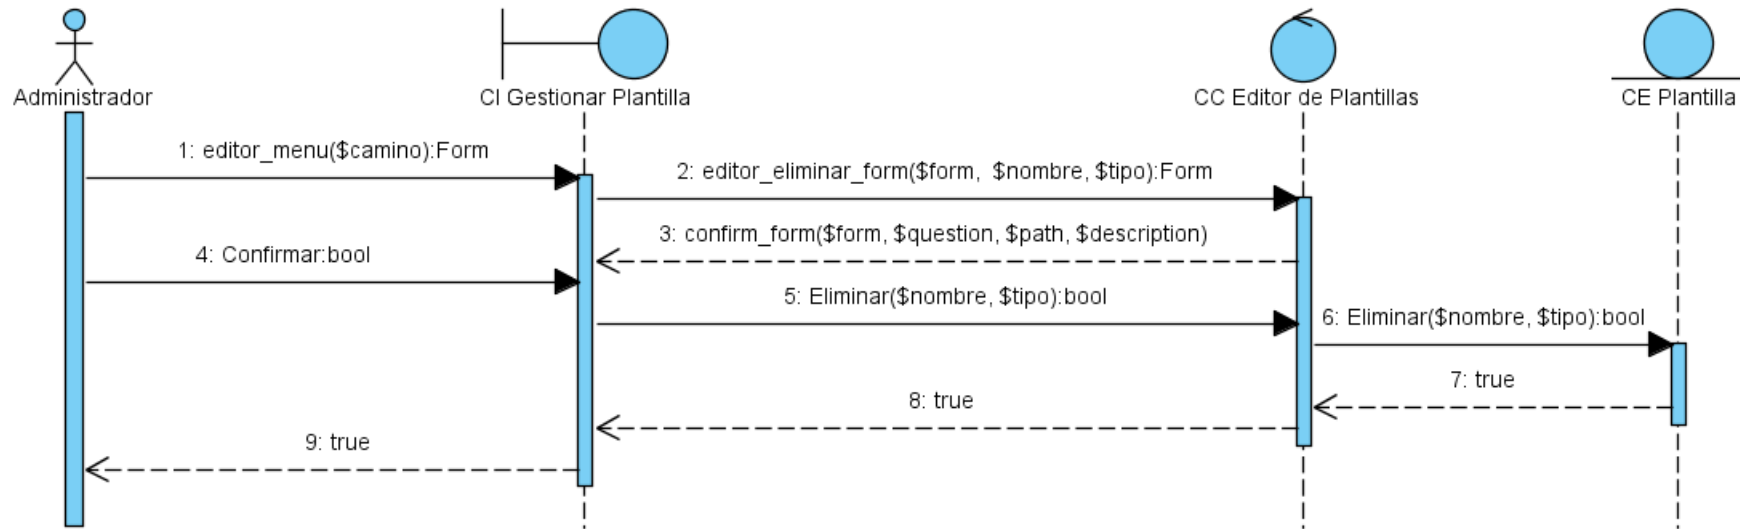 Administrador
CI Gestionar Plantilla
CC Editor de Plantillas
CE Plantilla
1: editor_menu($camino):Form
2: editor_eliminar_form($form,  $nombre, $tipo):Form
3: confirm_form($form, $question, $path, $description)
4: Confirmar:bool
5: Eliminar($nombre, $tipo):bool
6: Eliminar($nombre, $tipo):bool
7: true
8: true
9: true